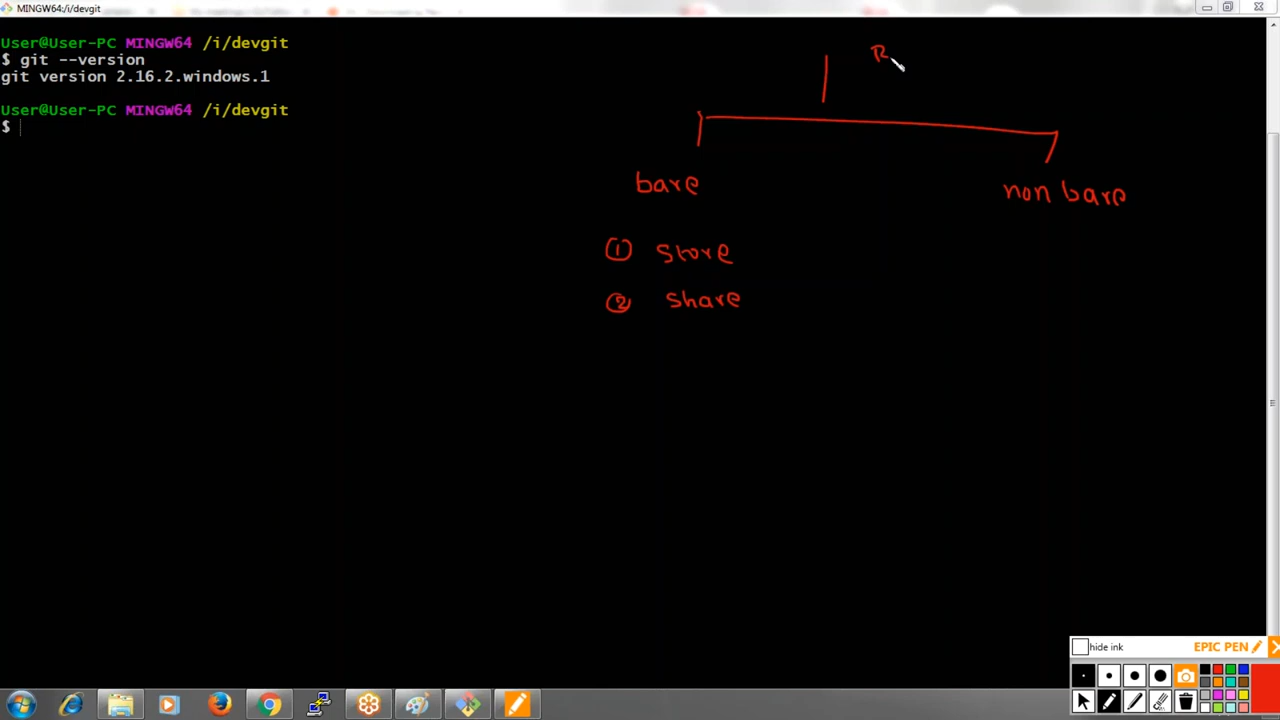 MINGW64:/i/devgit
User@User-PC MINGW64 /i/devgit
$ git --version
git version 2.16.2.windows.1
User@User-PC MINGW64 /i/devgit
$
R
bare
non bare
① store
② share
hide ink
EPIC PEN